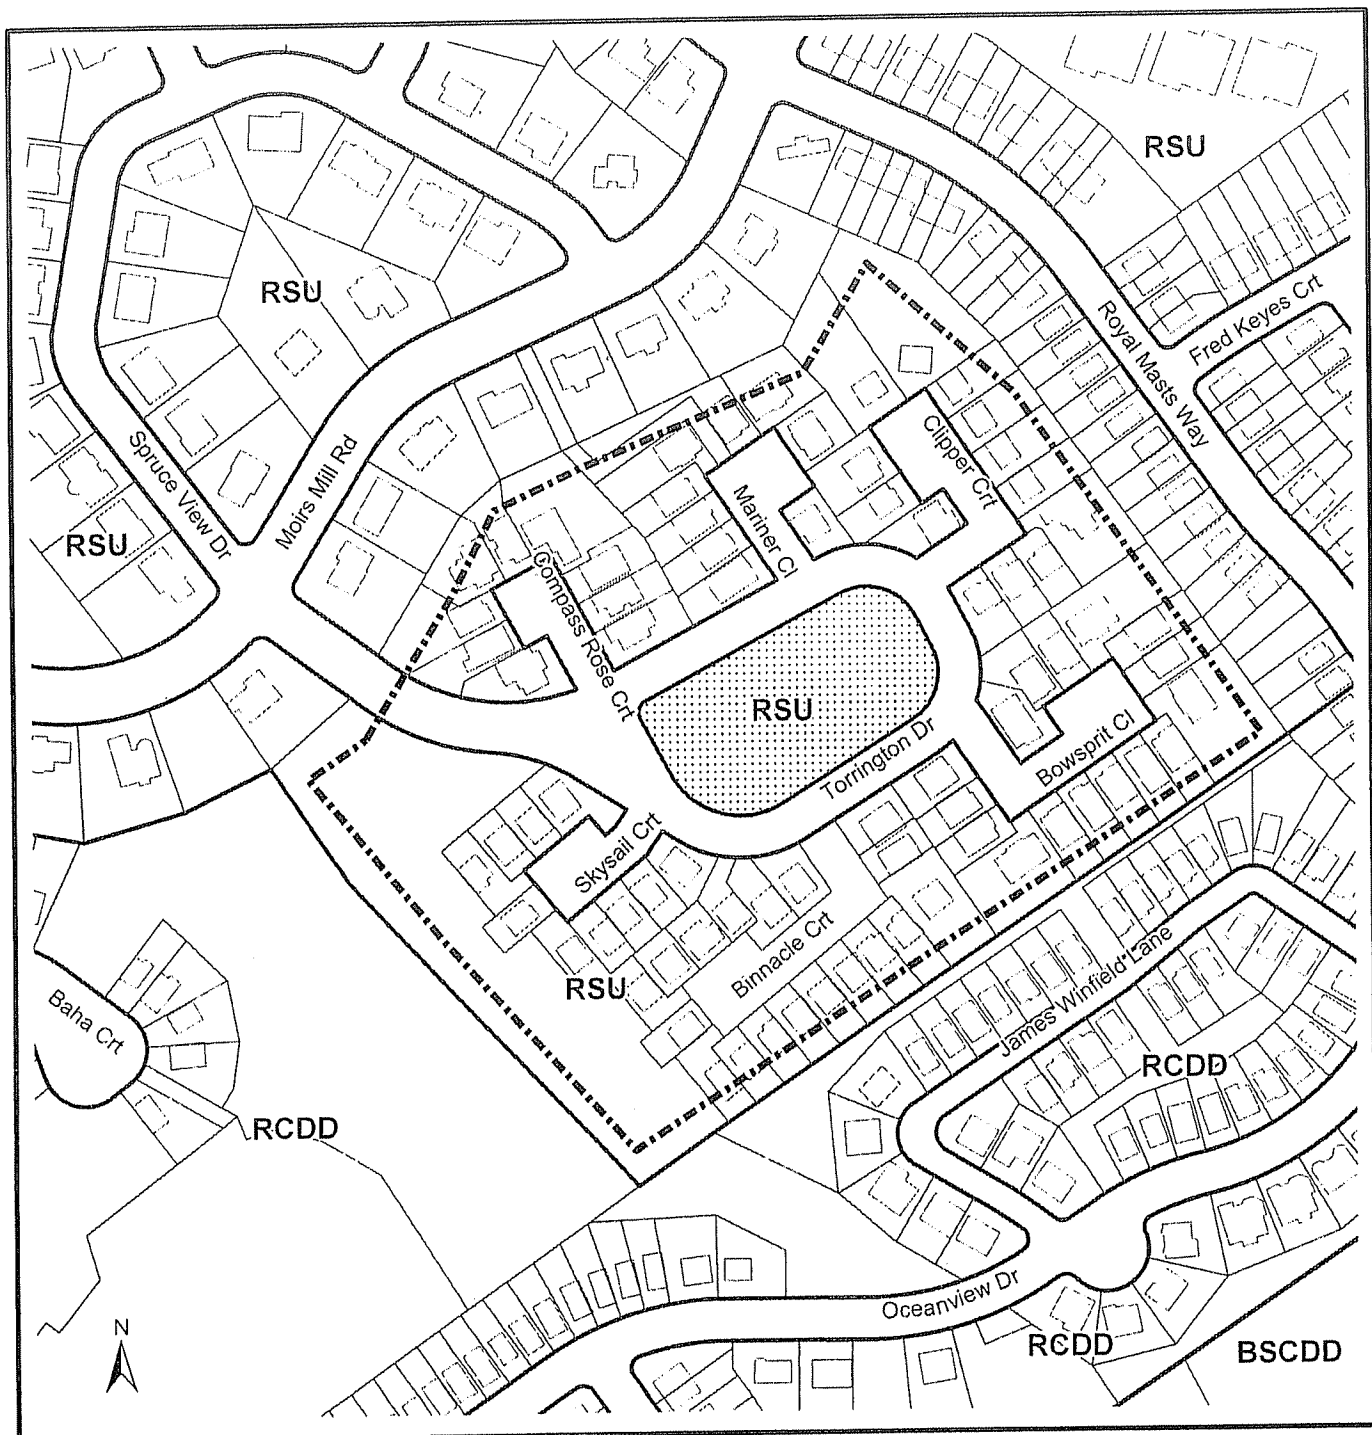 RSU
RSU
Fred Keyes Crt
Royal Masts Way
Clipper Crt
Spruce View Dr
Moirs Mill Rd
RSU
Mariner Cl
Compass Rose Crt
RSU
Torrington Dr
Bowsprit Cl
Skysail Crt
RSU
Binnacle Crt
Baha Crt
James Winfield Lane
RCDD
RCDD
Oceanview Dr
N
RCDD
BSCDD